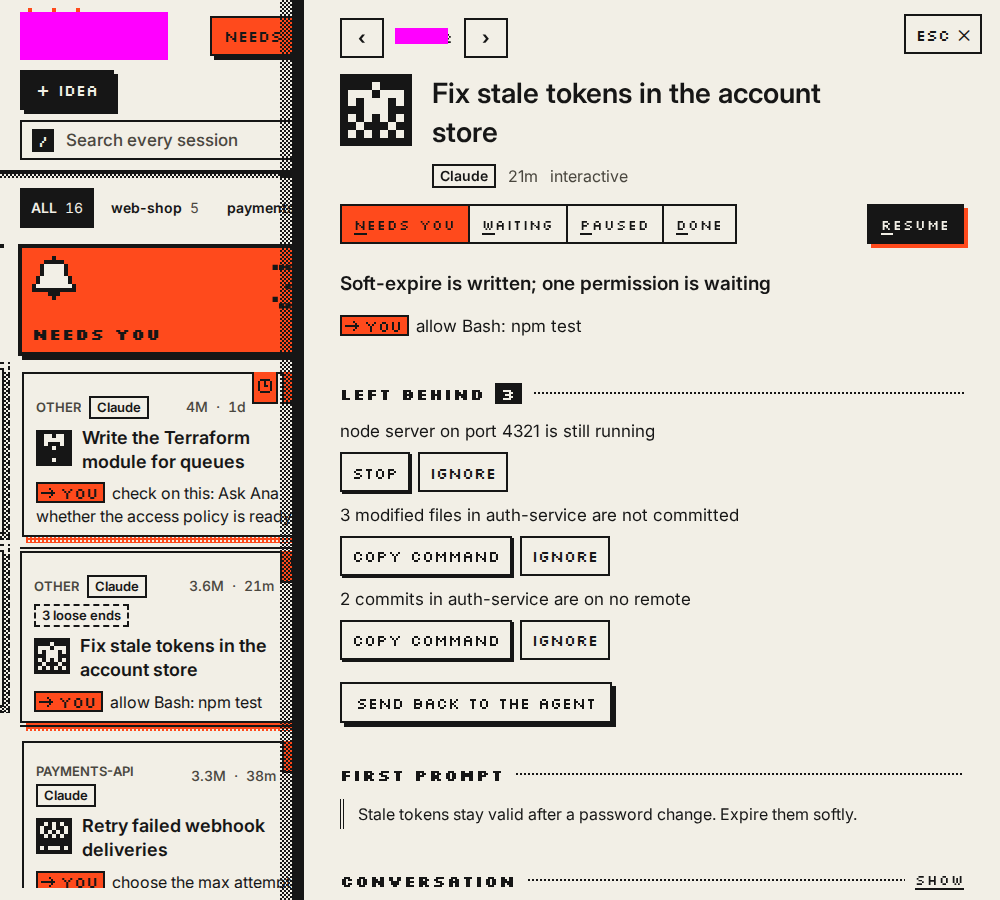 NEEDS
+ IDEA
Search every session
ALL 16 web-shop 5
NEEDS YOU
OTHER Claude 4M · 1d
Write the Terraform
module for queues
→ YOU check on this: Ask Ana
whether the access policy is ready
OTHER Claude 3.6M · 21m
3 loose ends
Fix stale tokens in the
account store
→ YOU allow Bash: npm test
PAYMENTS-API 3.3M · 38m
Claude
Retry failed webhook
deliveries
→ YOU choose the max
‹ › ESC ×
Fix stale tokens in the account
store
Claude 21m interactive
NEEDS YOU WAITING PAUSED DONE RESUME
Soft-expire is written; one permission is waiting
→ YOU allow Bash: npm test
LEFT BEHIND 3
node server on port 4321 is still running
STOP IGNORE
3 modified files in auth-service are not committed
COPY COMMAND IGNORE
2 commits in auth-service are on no remote
COPY COMMAND IGNORE
SEND BACK TO THE AGENT
FIRST PROMPT
Stale tokens stay valid after a password change. Expire them softly.
CONVERSATION SHOW